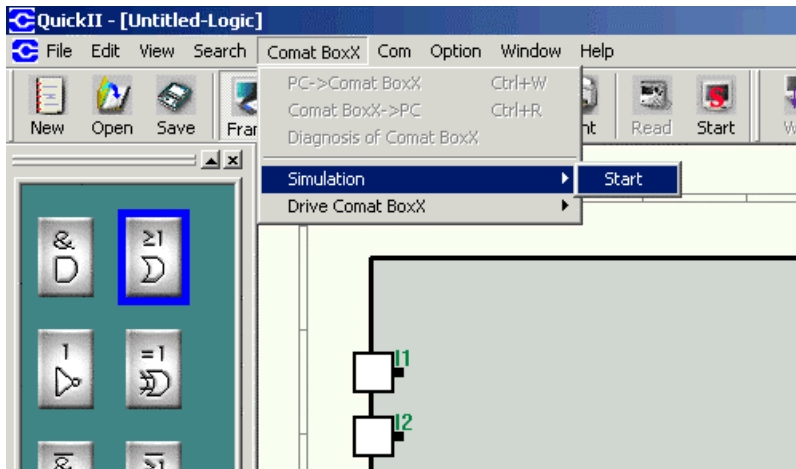 QuickII - [Untitled-Logic]
File Edit View Search Comat BoxX Com Option Window Help
PC->Comat BoxX Ctrl+W
Comat BoxX->PC Ctrl+R
Diagnosis of Comat BoxX
Simulation Start
Drive Comat BoxX
New Open Save Read Start
& ≥1
1 =1
& ≥1
I1
I2